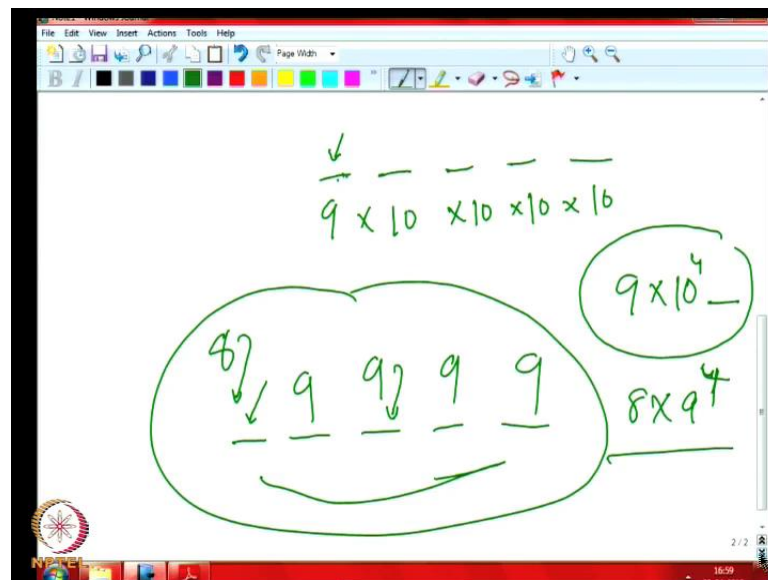 File Edit View Insert Actions Tools Help
Page Width
B I
9 × 10 × 10 × 10 × 10
9 × 10⁴ –
8 9 9 9 9
8 × 9⁴
2 / 2
NPTEL
16:59